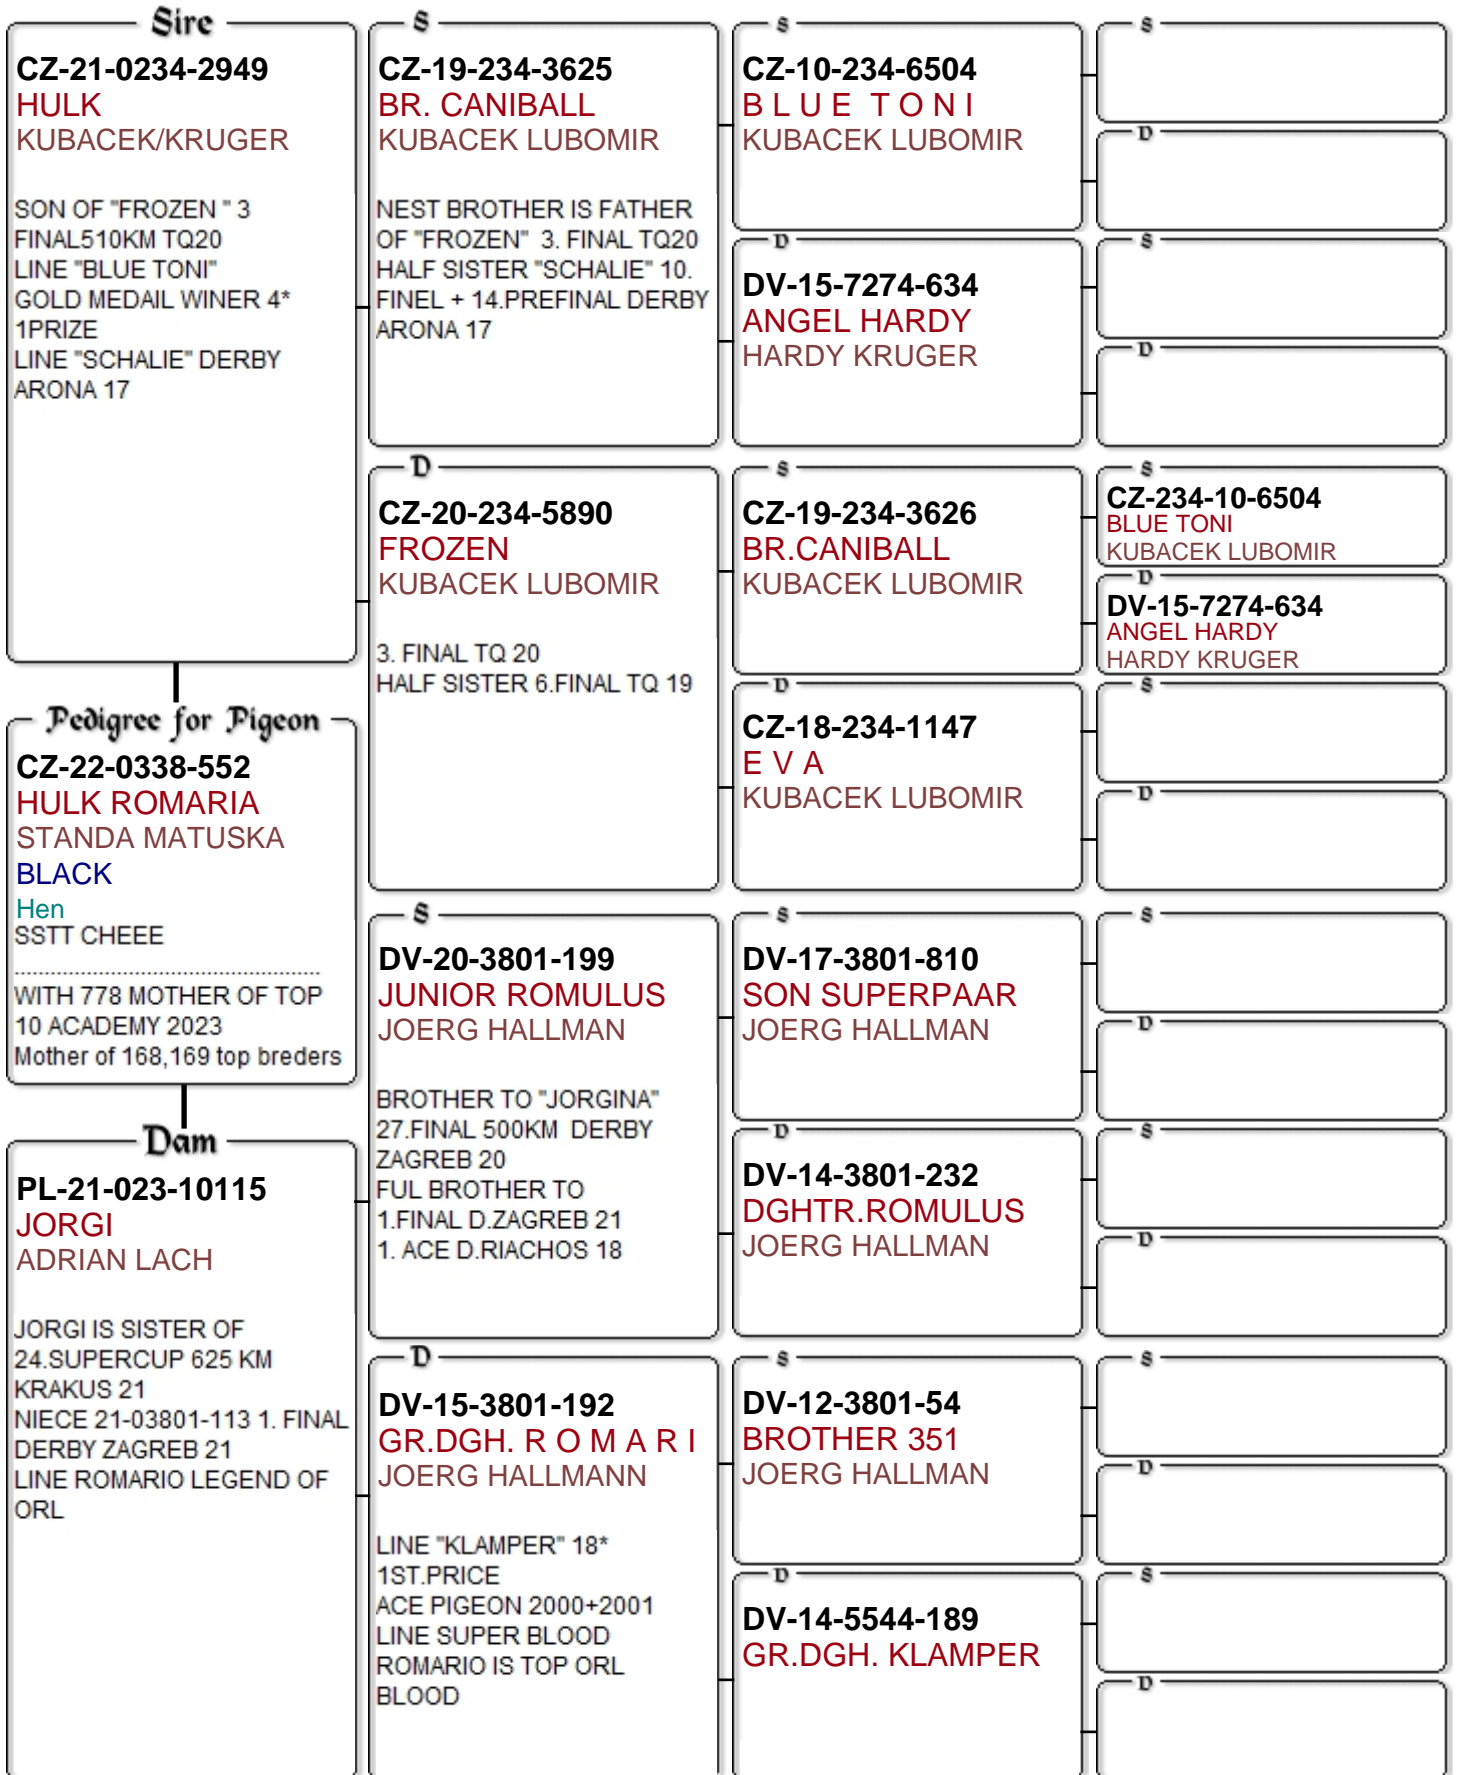 Sire
CZ-21-0234-2949
HULK
KUBACEK/KRUGER
SON OF "FROZEN " 3
FINAL510KM TQ20
LINE "BLUE TONI"
GOLD MEDAIL WINER 4*
1PRIZE
LINE "SCHALIE" DERBY
ARONA 17
Pedigree for Pigeon
CZ-22-0338-552
HULK ROMARIA
STANDA MATUSKA
BLACK
Hen
SSTT CHEEE
....................................................
WITH 778 MOTHER OF TOP
10 ACADEMY 2023
Mother of 168,169 top breders
Dam
PL-21-023-10115
JORGI
ADRIAN LACH
JORGI IS SISTER OF
24.SUPERCUP 625 KM
KRAKUS 21
NIECE 21-03801-113 1. FINAL
DERBY ZAGREB 21
LINE ROMARIO LEGEND OF
ORL
S
CZ-19-234-3625
BR. CANIBALL
KUBACEK LUBOMIR
NEST BROTHER IS FATHER
OF "FROZEN"  3. FINAL TQ20
HALF SISTER "SCHALIE" 10.
FINEL + 14.PREFINAL DERBY
ARONA 17
D
CZ-20-234-5890
FROZEN
KUBACEK LUBOMIR
3. FINAL TQ 20
HALF SISTER 6.FINAL TQ 19
S
DV-20-3801-199
JUNIOR ROMULUS
JOERG HALLMAN
BROTHER TO "JORGINA"
27.FINAL 500KM  DERBY
ZAGREB 20
FUL BROTHER TO
1.FINAL D.ZAGREB 21
1. ACE D.RIACHOS 18
D
DV-15-3801-192
GR.DGH. R O M A R I
JOERG HALLMANN
LINE "KLAMPER" 18*
1ST.PRICE
ACE PIGEON 2000+2001
LINE SUPER BLOOD
ROMARIO IS TOP ORL
BLOOD
S
CZ-10-234-6504
B L U E  T O N I
KUBACEK LUBOMIR
D
DV-15-7274-634
ANGEL HARDY
HARDY KRUGER
S
CZ-19-234-3626
BR.CANIBALL
KUBACEK LUBOMIR
D
CZ-18-234-1147
E V A
KUBACEK LUBOMIR
S
DV-17-3801-810
SON SUPERPAAR
JOERG HALLMAN
D
DV-14-3801-232
DGHTR.ROMULUS
JOERG HALLMAN
S
DV-12-3801-54
BROTHER 351
JOERG HALLMAN
D
DV-14-5544-189
GR.DGH. KLAMPER
S
D
S
D
S
CZ-234-10-6504
BLUE TONI
KUBACEK LUBOMIR
D
DV-15-7274-634
ANGEL HARDY
HARDY KRUGER
S
D
S
D
S
D
S
D
S
D